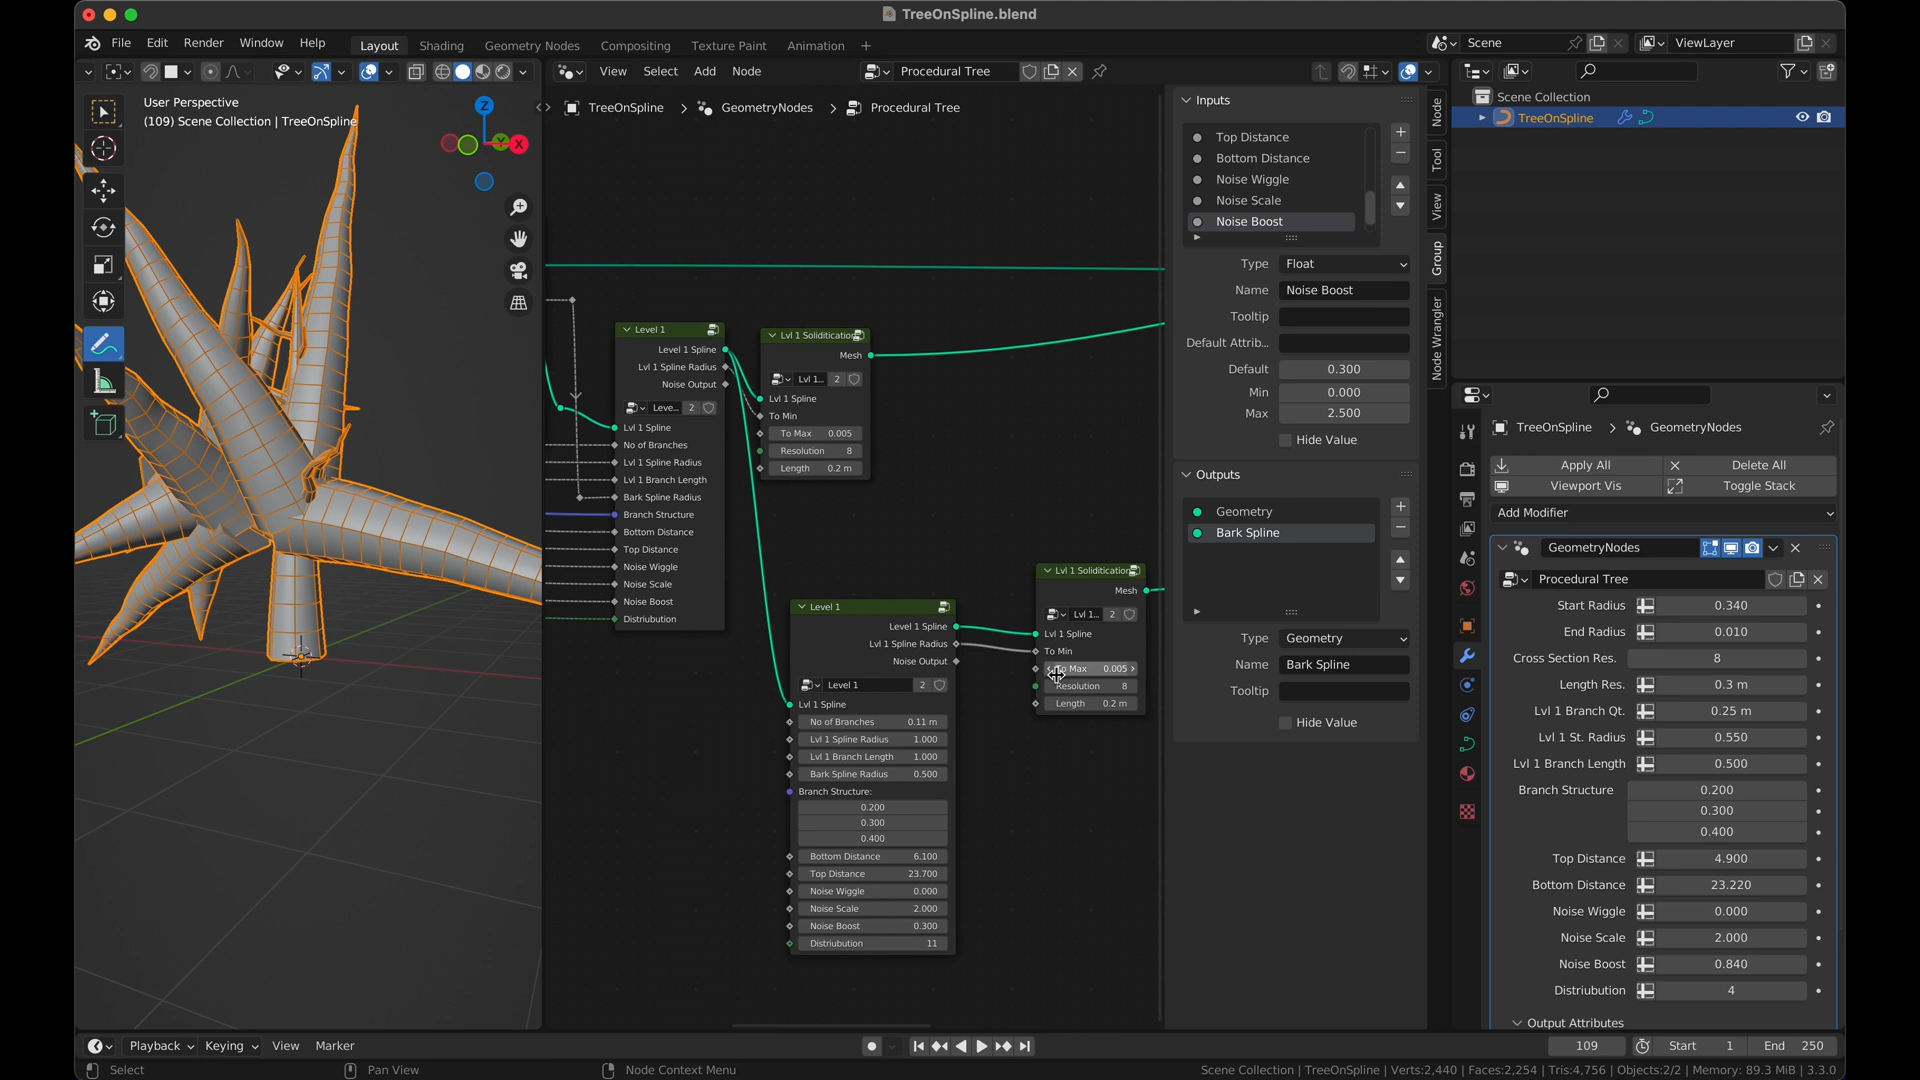 TreeOnSpline.blend
File Edit Render Window Help Layout Shading Geometry Nodes Compositing Texture Paint Animation + Scene ViewLayer
View Select Add Node Procedural Tree
User Perspective
(109) Scene Collection | TreeOnSpline
Z
Y
X
TreeOnSpline > GeometryNodes > Procedural Tree
Level 1
Level 1 Spline
Lvl 1 Spline Radius
Noise Output
Leve... 2
Lvl 1 Spline
No of Branches
Lvl 1 Spline Radius
Lvl 1 Branch Length
Bark Spline Radius
Branch Structure
Bottom Distance
Top Distance
Noise Wiggle
Noise Scale
Noise Boost
Distriubution
Lvl 1 Soliditication
Mesh
Lvl 1... 2
Lvl 1 Spline
To Min
To Max 0.005
Resolution 8
Length 0.2 m
Level 1
Level 1 Spline
Lvl 1 Spline Radius
Noise Output
Level 1 2
Lvl 1 Spline
No of Branches 0.11 m
Lvl 1 Spline Radius 1.000
Lvl 1 Branch Length 1.000
Bark Spline Radius 0.500
Branch Structure:
0.200
0.300
0.400
Bottom Distance 6.100
Top Distance 23.700
Noise Wiggle 0.000
Noise Scale 2.000
Noise Boost 0.300
Distriubution 11
Lvl 1 Soliditication
Mesh
Lvl 1... 2
Lvl 1 Spline
To Min
To Max 0.005
Resolution 8
Length 0.2 m
Inputs
Top Distance
Bottom Distance
Noise Wiggle
Noise Scale
Noise Boost
Type Float
Name Noise Boost
Tooltip
Default Attrib...
Default 0.300
Min 0.000
Max 2.500
Hide Value
Outputs
Geometry
Bark Spline
Type Geometry
Name Bark Spline
Tooltip
Hide Value
Node
Tool
View
Group
Node Wrangler
Scene Collection
TreeOnSpline
TreeOnSpline > GeometryNodes
Apply All Delete All
Viewport Vis Toggle Stack
Add Modifier
GeometryNodes
Procedural Tree
Start Radius 0.340
End Radius 0.010
Cross Section Res. 8
Length Res. 0.3 m
Lvl 1 Branch Qt. 0.25 m
Lvl 1 St. Radius 0.550
Lvl 1 Branch Length 0.500
Branch Structure 0.200
0.300
0.400
Top Distance 4.900
Bottom Distance 23.220
Noise Wiggle 0.000
Noise Scale 2.000
Noise Boost 0.840
Distriubution 4
Output Attributes
Playback Keying View Marker 109 Start 1 End 250
Select Pan View Node Context Menu Scene Collection | TreeOnSpline | Verts:2,440 | Faces:2,254 | Tris:4,756 | Objects:2/2 | Memory: 89.3 MiB | 3.3.0